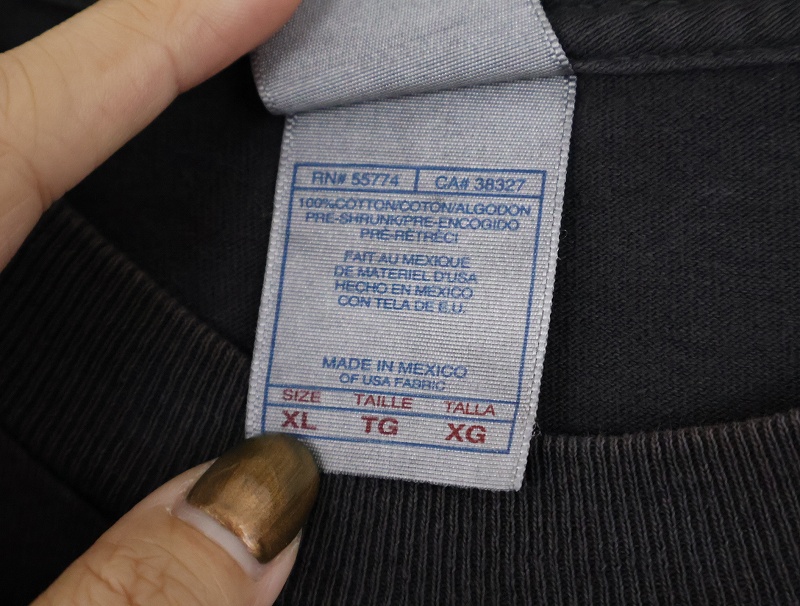 RN# 55774 CA# 38327
100%COTTON/COTON/ALGODON
PRE-SHRUNK/PRE-ENCOGIDO
PRÉ-RÉTRÉCI
FAIT AU MEXIQUE
DE MATERIEL D'USA
HECHO EN MEXICO
CON TELA DE E.U.
MADE IN MEXICO
OF USA FABRIC
SIZE TAILLE TALLA
XL TG XG